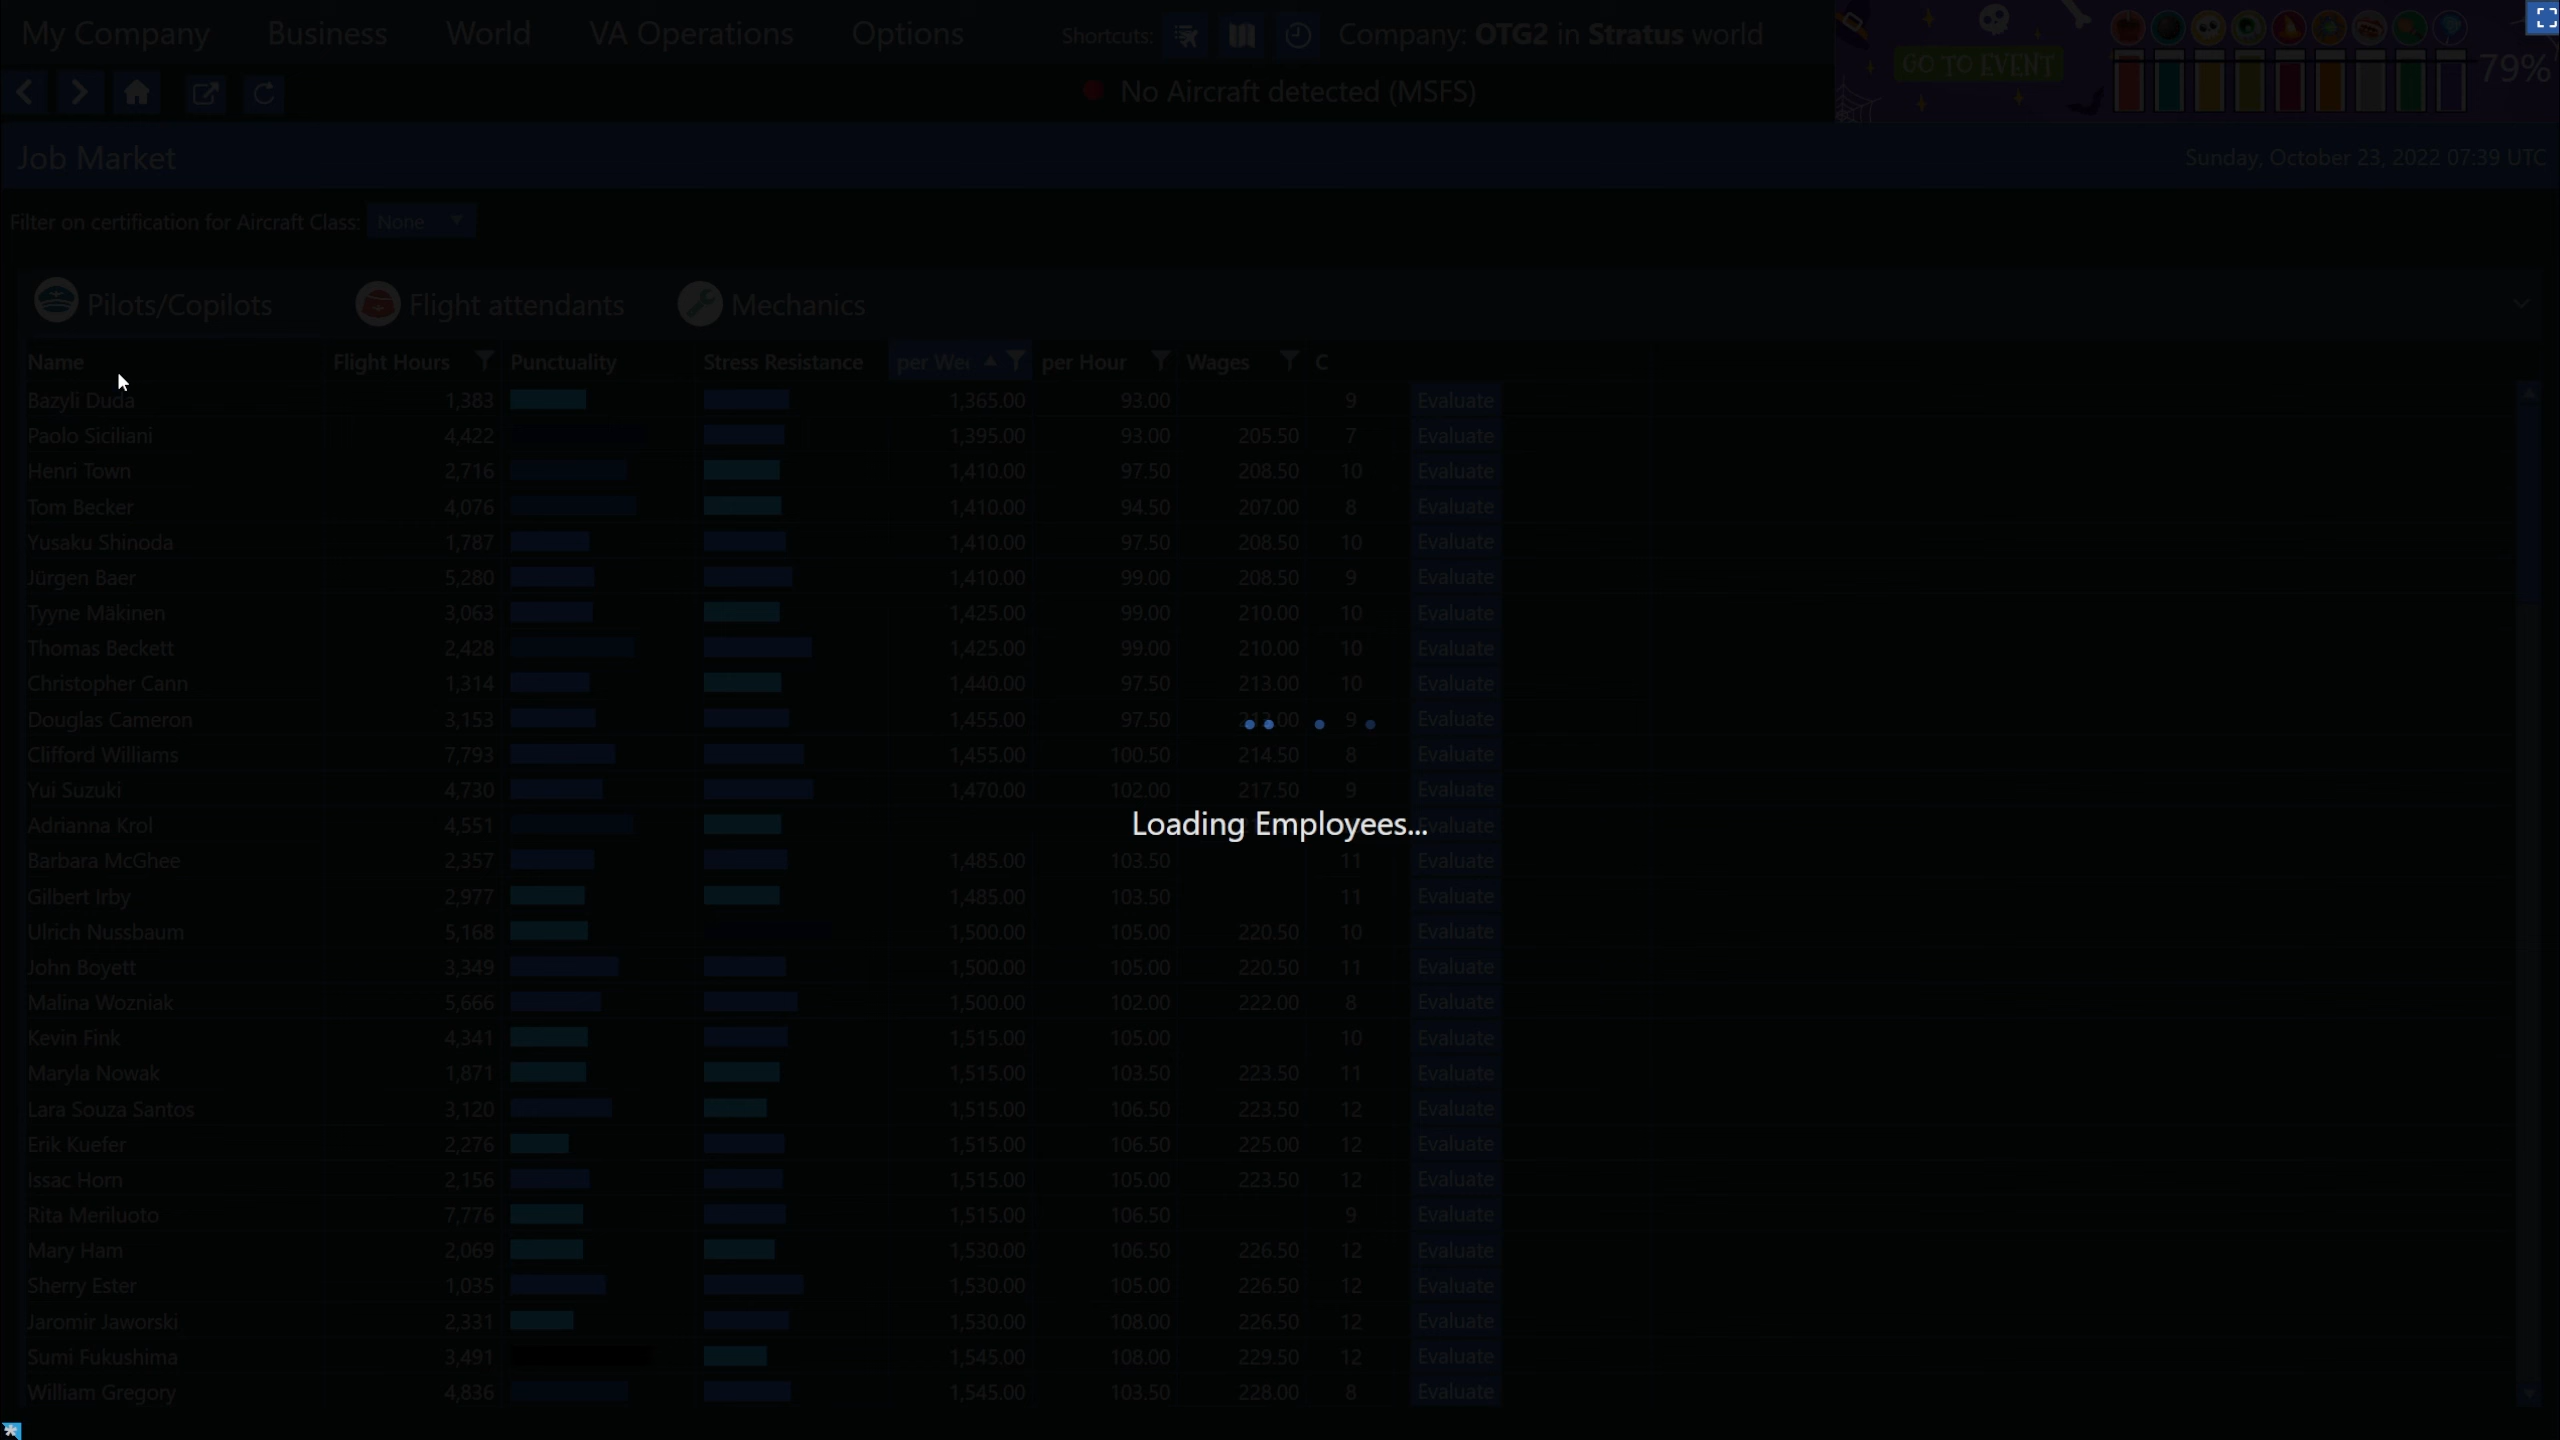 My Company Business World VA Operations Options Shortcuts: Company: OTG2 in Stratus world
GO TO EVENT 79%
No Aircraft detected (MSFS)
Job Market Sunday, October 23, 2022 07:39 UTC
Filter on certification for Aircraft Class: None
Pilots/Copilots Flight attendants Mechanics
Name Flight Hours Punctuality Stress Resistance per Wee per Hour Wages C
Bazyli Duda 1,383 1,365.00 93.00 9 Evaluate
Paolo Siciliani 4,422 1,395.00 93.00 205.50 7 Evaluate
Henri Town 2,716 1,410.00 97.50 208.50 10 Evaluate
Tom Becker 4,076 1,410.00 94.50 207.00 8 Evaluate
Yusaku Shinoda 1,787 1,410.00 97.50 208.50 10 Evaluate
Jürgen Baer 5,280 1,410.00 99.00 208.50 9 Evaluate
Tyyne Mäkinen 3,063 1,425.00 99.00 210.00 10 Evaluate
Thomas Beckett 2,428 1,425.00 99.00 210.00 10 Evaluate
Christopher Cann 1,314 1,440.00 97.50 213.00 10 Evaluate
Douglas Cameron 3,153 1,455.00 97.50 9 Evaluate
Clifford Williams 7,793 1,455.00 100.50 214.50 8 Evaluate
Yui Suzuki 4,730 1,470.00 102.00 217.50 9 Evaluate
Adrianna Krol 4,551 Evaluate
Loading Employees...
Barbara McGhee 2,357 1,485.00 103.50 11 Evaluate
Gilbert Irby 2,977 1,485.00 103.50 11 Evaluate
Ulrich Nussbaum 5,168 1,500.00 105.00 220.50 10 Evaluate
John Boyett 3,349 1,500.00 105.00 220.50 11 Evaluate
Malina Wozniak 5,666 1,500.00 102.00 222.00 8 Evaluate
Kevin Fink 4,341 1,515.00 105.00 10 Evaluate
Maryla Nowak 1,871 1,515.00 103.50 223.50 11 Evaluate
Lara Souza Santos 3,120 1,515.00 106.50 223.50 12 Evaluate
Erik Kuefer 2,276 1,515.00 106.50 225.00 12 Evaluate
Issac Horn 2,156 1,515.00 105.00 223.50 12 Evaluate
Rita Meriluoto 7,776 1,515.00 106.50 9 Evaluate
Mary Ham 2,069 1,530.00 106.50 226.50 12 Evaluate
Sherry Ester 1,035 1,530.00 105.00 226.50 12 Evaluate
Jaromir Jaworski 2,331 1,530.00 108.00 226.50 12 Evaluate
Sumi Fukushima 3,491 1,545.00 108.00 229.50 12 Evaluate
William Gregory 4,836 1,545.00 103.50 228.00 8 Evaluate